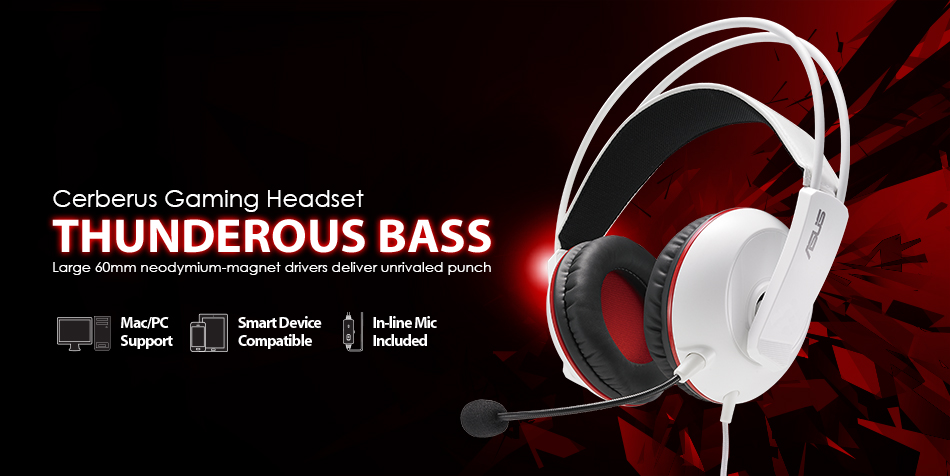 Cerberus Gaming Headset
THUNDEROUS BASS
Large 60mm neodymium-magnet drivers deliver unrivaled punch
Mac/PC
Support
Smart Device
Compatible
In-line Mic
Included
ASUS